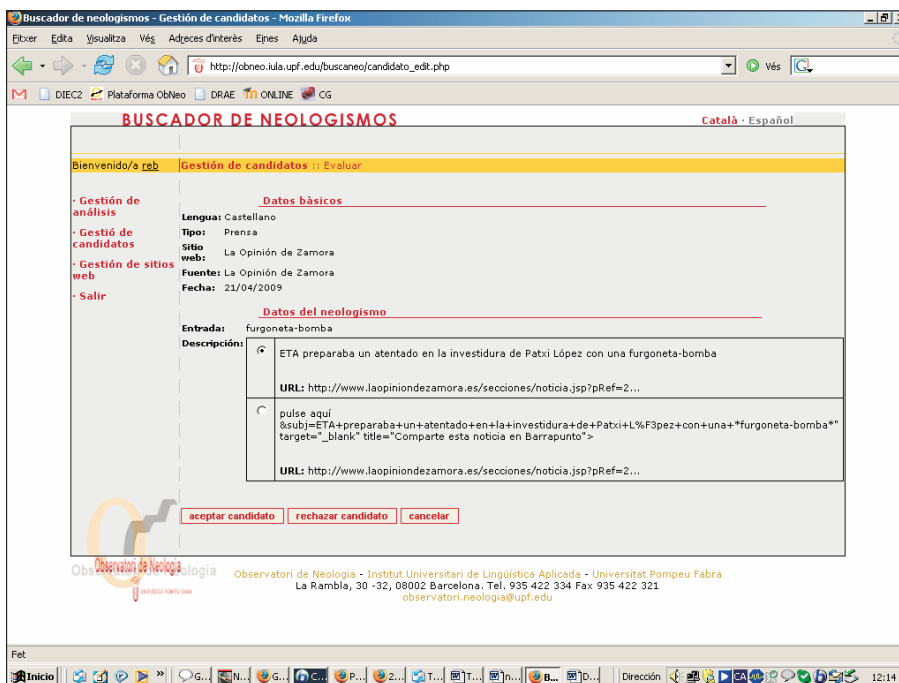 Buscador de neologismos - Gestión de candidatos - Mozilla Firefox
Fitxer Edita Visualitza Vés Adreces d'interès Eines Ajuda
http://obneo.iula.upf.edu/buscaneo/candidato_edit.php Vés
DIEC2 Plataforma ObNeo DRAE ONLINE CG
BUSCADOR DE NEOLOGISMOS Català · Español
Bienvenido/a reb Gestión de candidatos :: Evaluar
· Gestión de análisis
· Gestió de candidatos
· Gestión de sitios web
· Salir
Datos bàsicos
Lengua: Castellano
Tipo: Prensa
Sitio web: La Opinión de Zamora
Fuente: La Opinión de Zamora
Fecha: 21/04/2009
Datos del neologismo
Entrada: furgoneta-bomba
Descripción:
ETA preparaba un atentado en la investidura de Patxi López con una furgoneta-bomba
URL: http://www.laopiniondezamora.es/secciones/noticia.jsp?pRef=2...
pulse aquí
&subj=ETA+preparaba+un+atentado+en+la+investidura+de+Patxi+L%F3pez+con+una+*furgoneta-bomba*"
target="_blank" title="Comparte esta noticia en Barrapunto">
URL: http://www.laopiniondezamora.es/secciones/noticia.jsp?pRef=2...
aceptar candidato rechazar candidato cancelar
Observatori de Neologia
UNIVERSITAT POMPEU FABRA
Observatori de Neologia - Institut Universitari de Lingüística Aplicada - Universitat Pompeu Fabra
La Rambla, 30 -32, 08002 Barcelona. Tel. 935 422 334 Fax 935 422 321
observatori.neologia@upf.edu
Fet
Inicio » G... N... G... C... P... 2... T... T... n... B... D... Dirección CA 12:14